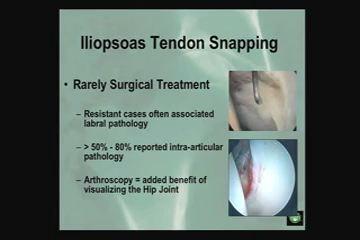 Iliopsoas Tendon Snapping
• Rarely Surgical Treatment
– Resistant cases often associated
labral pathology
– > 50% - 80% reported intra-articular
pathology
– Arthroscopy = added benefit of
visualizing the Hip Joint